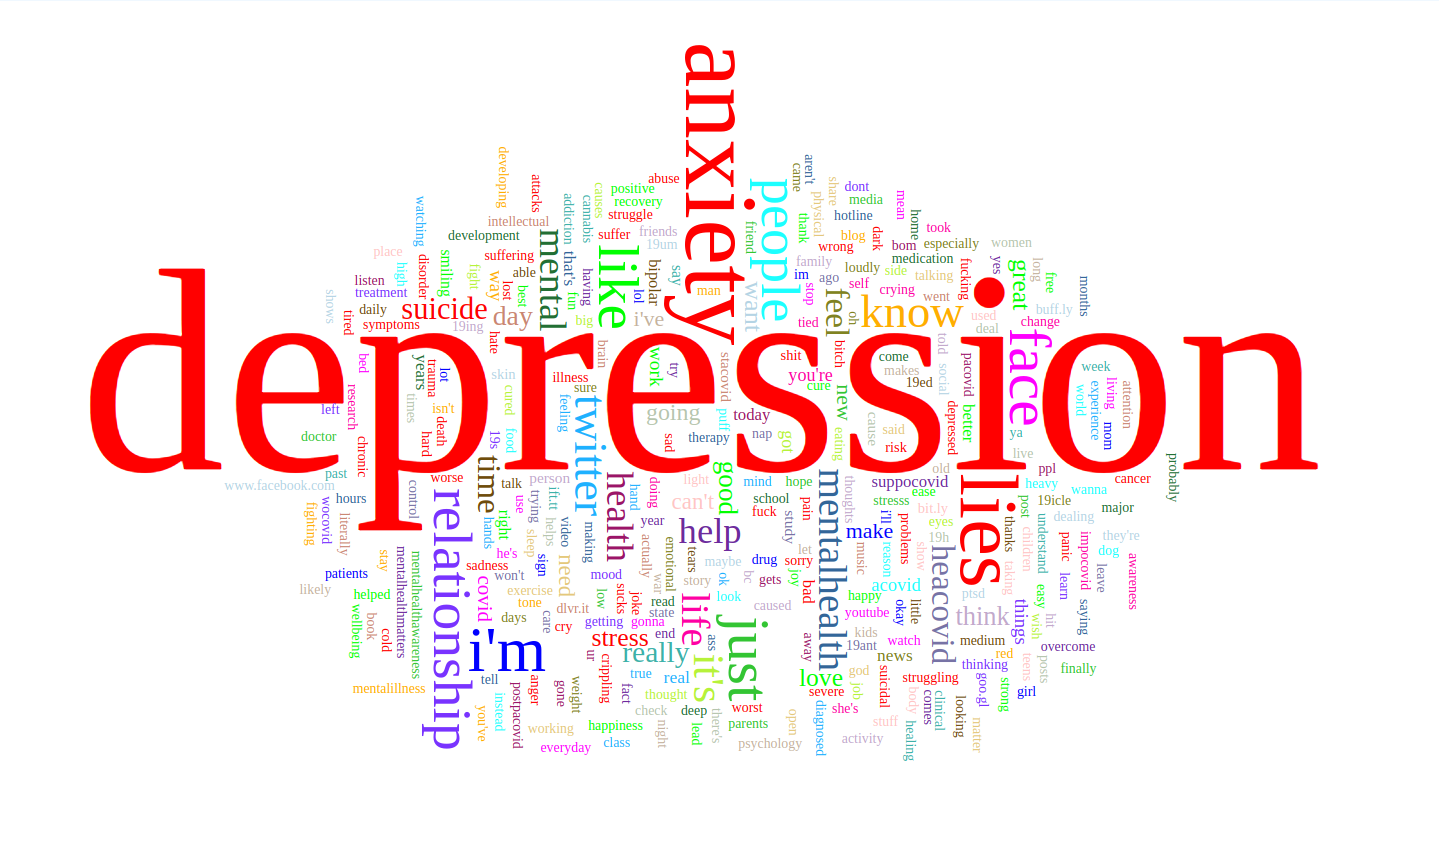 depression
anxiety
relationship
lies
face
people
like
know
i'm
just
mentalhealth
twitter
health
help
mental
time
life
it's
heacovid
think
things
feel
great
suicide
day
way
really
stress
love
make
good
can't
going
need
covid
acovid
suppocovid
you're
work
new
want
i've
news
real
today
got
better
developing
attacks
addiction
cannabis
causes
positive
recovery
abuse
struggle
friends
suffer
19um
watching
intellectual
development
suffering
able
that's
having
fun
big
lol
bipolar
say
man
friend
place
high
disorder
smiling
fight
lost
best
listen
treatment
daily
symptoms
19ing
shows
tired
hate
came
aren't
share
physical
thank
dont
media
hotline
mean
home
took
blog
dark
wrong
bom
especially
women
medication
family
im
loudly
side
talking
ago
self
crying
went
fucking
yes
long
free
months
stop
oh
tied
used
deal
buff.ly
change
bitch
shit
cure
come
makes
19ed
told
social
pacovid
week
world
experience
living
mom
attention
bed
years
trauma
lot
skin
cured
illness
sure
brain
try
stacovid
left
research
times
isn't
death
feeling
puff
therapy
nap
sad
eating
cause
said
risk
depressed
ya
live
doctor
chronic
hard
19s
food
past
www.facebook.com
hours
control
worse
talk
person
use
trying
ift.tt
right
hands
helps
sleep
video
making
hand
doing
light
mind
hope
school
fuck
year
study
pain
thoughts
stresss
ease
old
bit.ly
eyes
i'll
problems
19h
ppl
heavy
wanna
cancer
probably
19icle
major
post
dealing
thanks
understand
they're
dog
panic
impocovid
children
taking
learn
leave
awareness
fighting
wocovid
literally
stay
patients
likely
helped
mentalhealthmatters
mentalhealthawareness
wellbeing
book
cold
mentalillness
he's
sadness
won't
sign
exercise
tone
dlvr.it
days
care
cry
mood
low
sucks
joke
actually
emotional
war
tears
story
maybe
ok
bc
drug
gets
sorry
let
joy
bad
look
caused
read
state
getting
gonna
end
ass
music
reason
show
happy
youtube
okay
little
ptsd
easy
wish
hit
saying
kids
19ant
watch
medium
red
overcome
finally
thinking
teens
posts
away
god
job
severe
suicidal
struggling
goo.gl
strong
girl
tell
anger
gone
weight
ur
crippling
fact
true
thought
check
deep
worst
parents
there's
lead
night
you've
instead
postpacovid
working
happiness
everyday
class
open
psychology
diagnosed
she's
stuff
activity
body
comes
clinical
healing
looking
matter